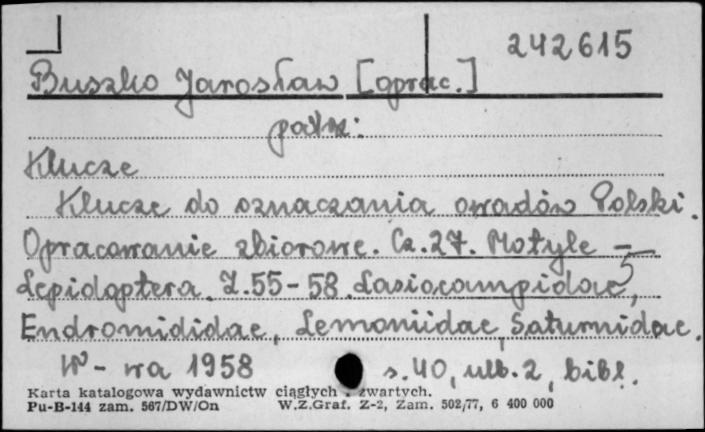 242615
Buszko Jarosław [oprac.]
patrz:
Klucze
Klucze do oznaczania owadów Polski.
Opracowanie zbiorowe. Cz. 27. Motyle –
Lepidoptera. Z. 55-58. Lasiocampidae,
Endromididae, Lemoniidae, Saturnidae.
W-wa 1958 s. 40, nlb. 2, bibl.
Karta katalogowa wydawnictw ciągłych i zwartych.
Pu-B-144 zam. 567/DW/On W.Z.Graf. Z-2, Zam. 502/77, 6 400 000